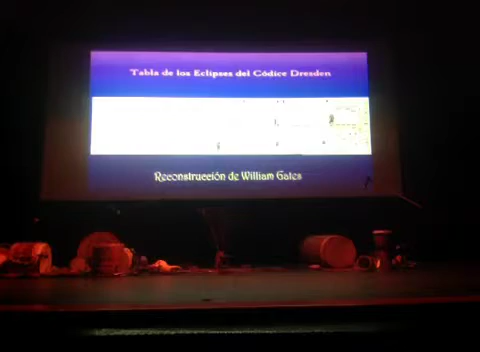 Tabla de los Eclipses del Códice Dresden
Reconstrucción de William Gates